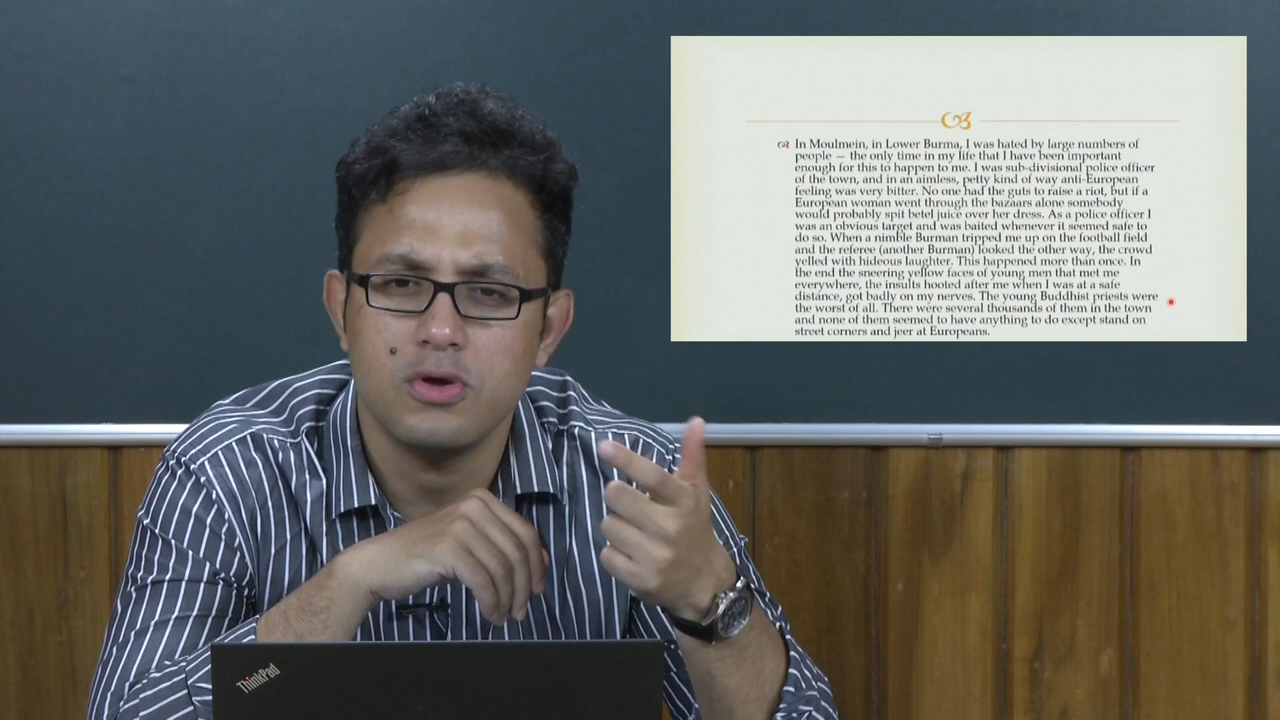 In Moulmein, in Lower Burma, I was hated by large numbers of
people — the only time in my life that I have been important
enough for this to happen to me. I was sub-divisional police officer
of the town, and in an aimless, petty kind of way anti-European
feeling was very bitter. No one had the guts to raise a riot, but if a
European woman went through the bazaars alone somebody
would probably spit betel juice over her dress. As a police officer I
was an obvious target and was baited whenever it seemed safe to
do so. When a nimble Burman tripped me up on the football field
and the referee (another Burman) looked the other way, the crowd
yelled with hideous laughter. This happened more than once. In
the end the sneering yellow faces of young men that met me
everywhere, the insults hooted after me when I was at a safe
distance, got badly on my nerves. The young Buddhist priests were
the worst of all. There were several thousands of them in the town
and none of them seemed to have anything to do except stand on
street corners and jeer at Europeans.
ThinkPad